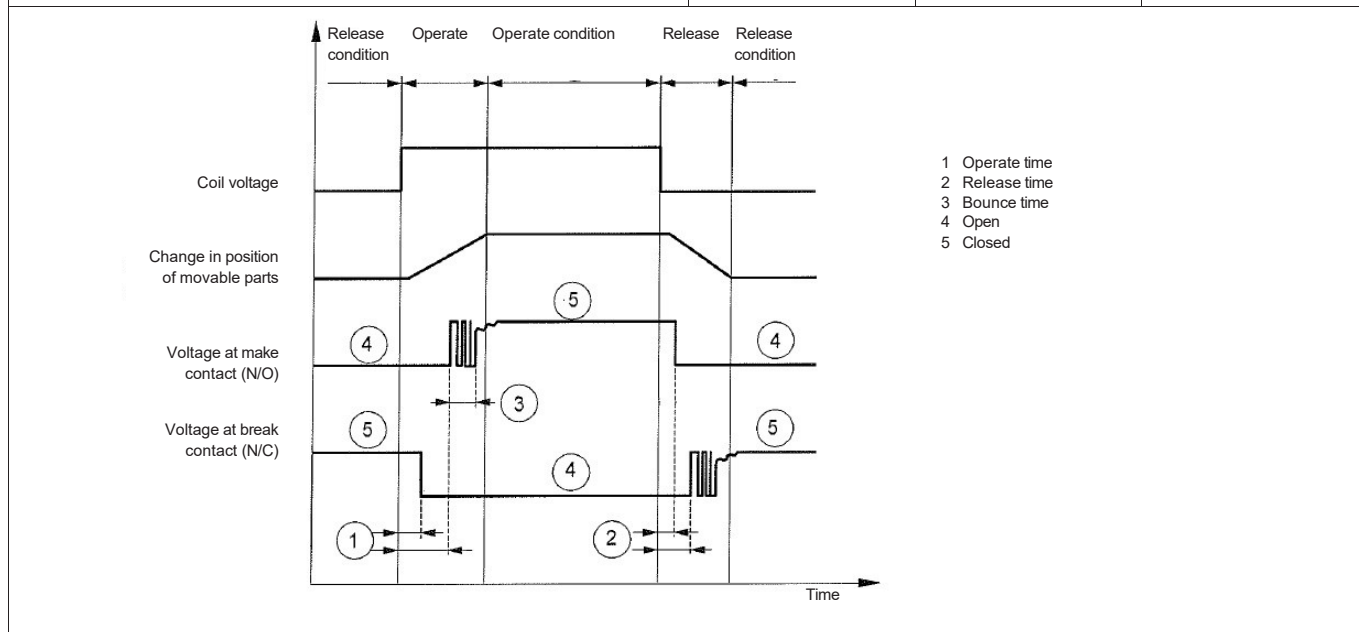 Release condition
Operate
Operate condition
Release
Release condition
Coil voltage
Change in position
of movable parts
Voltage at make
contact (N/O)
Voltage at break
contact (N/C)
5
4
4
3
5
5
4
1
2
Time
1 Operate time
2 Release time
3 Bounce time
4 Open
5 Closed